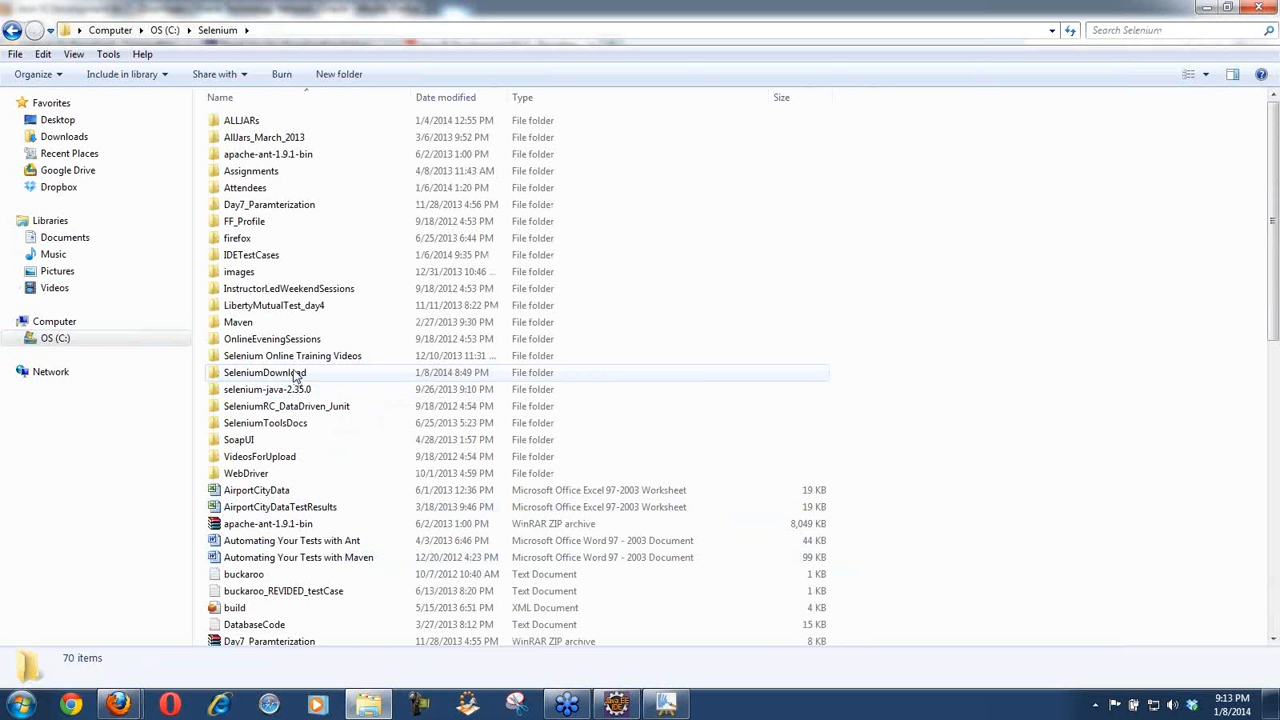 Computer OS (C:) Selenium Search Selenium
File Edit View Tools Help
Organize Include in library Share with Burn New folder
Name Date modified Type Size
Favorites
Desktop
Downloads
Recent Places
Google Drive
Dropbox
Libraries
Documents
Music
Pictures
Videos
Computer
OS (C:)
Network
ALLJARs 1/4/2014 12:55 PM File folder
AllJars_March_2013 3/6/2013 9:52 PM File folder
apache-ant-1.9.1-bin 6/2/2013 1:00 PM File folder
Assignments 4/8/2013 11:43 AM File folder
Attendees 1/6/2014 1:20 PM File folder
Day7_Paramterization 11/28/2013 4:56 PM File folder
FF_Profile 9/18/2012 4:53 PM File folder
firefox 6/25/2013 6:44 PM File folder
IDETestCases 1/6/2014 9:35 PM File folder
images 12/31/2013 10:46 ... File folder
InstructorLedWeekendSessions 9/18/2012 4:53 PM File folder
LibertyMutualTest_day4 11/11/2013 8:22 PM File folder
Maven 2/27/2013 9:30 PM File folder
OnlineEveningSessions 9/18/2012 4:53 PM File folder
Selenium Online Training Videos 12/10/2013 11:31 ... File folder
SeleniumDownload 1/8/2014 8:49 PM File folder
selenium-java-2.35.0 9/26/2013 9:10 PM File folder
SeleniumRC_DataDriven_Junit 9/18/2012 4:54 PM File folder
SeleniumToolsDocs 6/25/2013 5:23 PM File folder
SoapUI 4/28/2013 1:57 PM File folder
VideosForUpload 9/18/2012 4:54 PM File folder
WebDriver 10/1/2013 4:59 PM File folder
AirportCityData 6/1/2013 12:36 PM Microsoft Office Excel 97-2003 Worksheet 19 KB
AirportCityDataTestResults 3/18/2013 9:46 PM Microsoft Office Excel 97-2003 Worksheet 19 KB
apache-ant-1.9.1-bin 6/2/2013 1:00 PM WinRAR ZIP archive 8,049 KB
Automating Your Tests with Ant 4/3/2013 6:46 PM Microsoft Office Word 97 - 2003 Document 44 KB
Automating Your Tests with Maven 12/20/2012 4:23 PM Microsoft Office Word 97 - 2003 Document 99 KB
buckaroo 10/7/2012 10:40 AM Text Document 1 KB
buckaroo_REVIDED_testCase 6/13/2013 8:20 PM Text Document 1 KB
build 5/15/2013 6:51 PM XML Document 4 KB
DatabaseCode 3/27/2013 8:12 PM Text Document 15 KB
Day7_Paramterization 11/28/2013 4:55 PM WinRAR ZIP archive 8 KB
70 items
9:13 PM
1/8/2014